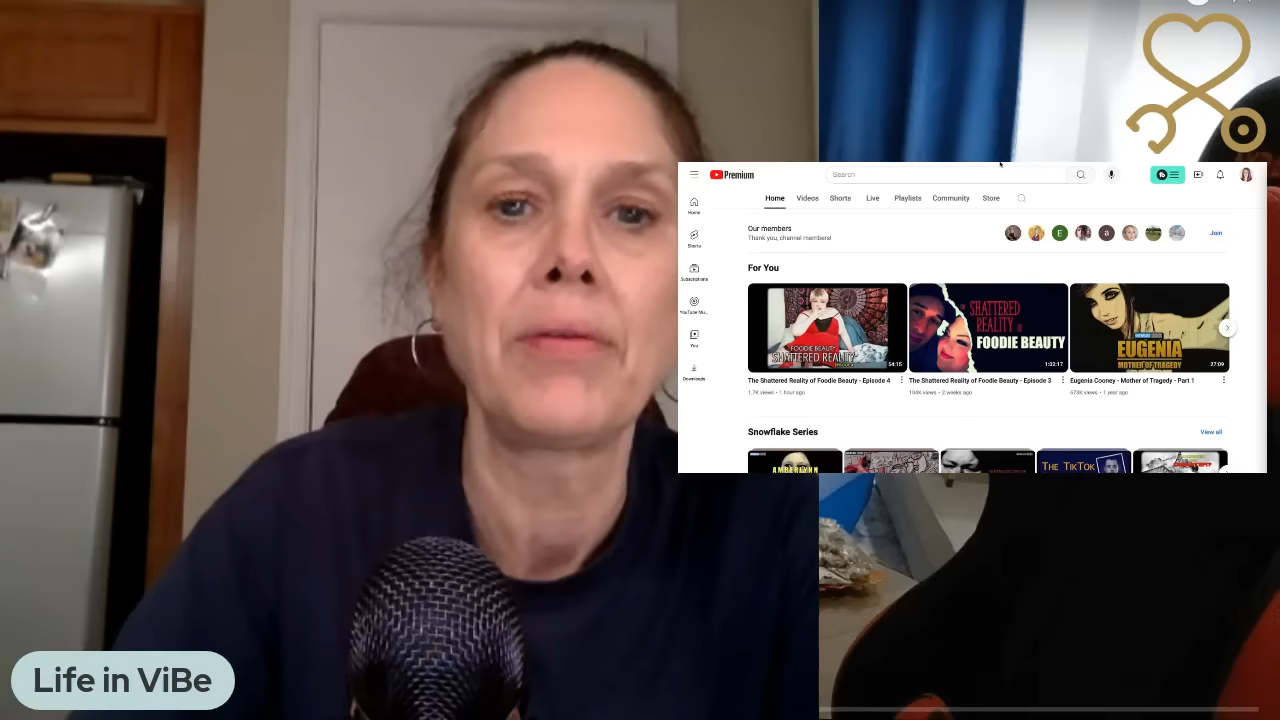 Premium
Search
Home Videos Shorts Live Playlists Community Store
Home
Shorts
Subscriptions
YouTube Mu...
You
Downloads
Our members
Thank you, channel members!
E
a
Join
For You
FOODIE BEAUTY
SHATTERED REALITY
54:15
SHATTERED
REALITY OF
FOODIE BEAUTY
1:02:17
EUGENIA
MOTHER OF TRAGEDY
27:09
The Shattered Reality of Foodie Beauty - Episode 4
1.7K views • 1 hour ago
The Shattered Reality of Foodie Beauty - Episode 3
104K views • 2 weeks ago
Eugenia Cooney - Mother of Tragedy - Part 1
673K views • 1 year ago
Snowflake Series
View all
THE TIKTOK
Life in ViBe